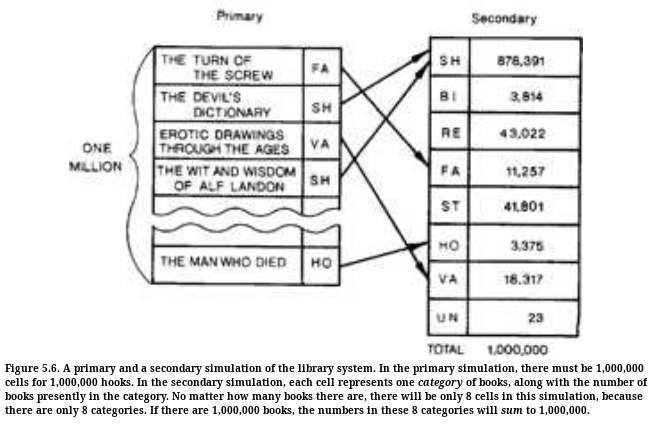 Primary
Secondary
THE TURN OF
THE SCREW
FA
THE DEVIL'S
DICTIONARY
SH
EROTIC DRAWINGS
THROUGH THE AGES
VA
THE WIT AND WISDOM
OF ALF LANDON
SH
ONE
MILLION
THE MAN WHO DIED
HO
SH 878,391
BI 3,814
RE 43,022
FA 11,257
ST 41,801
HO 3,375
VA 18,317
UN 23
TOTAL 1,000,000
Figure 5.6. A primary and a secondary simulation of the library system. In the primary simulation, there must be 1,000,000
cells for 1,000,000 hooks. In the secondary simulation, each cell represents one category of books, along with the number of
books presently in the category. No matter how many books there are, there will be only 8 cells in this simulation, because
there are only 8 categories. If there are 1,000,000 books, the numbers in these 8 categories will sum to 1,000,000.